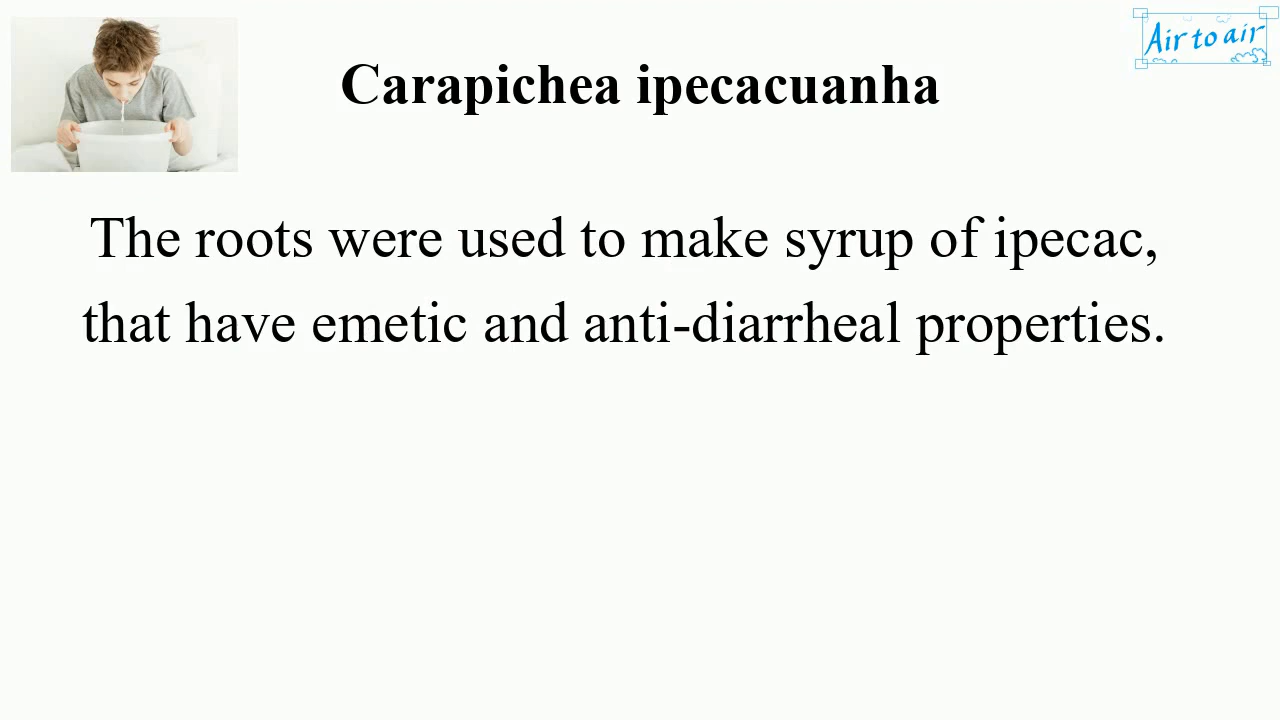 Air to air
Carapichea ipecacuanha
The roots were used to make syrup of ipecac,
that have emetic and anti-diarrheal properties.